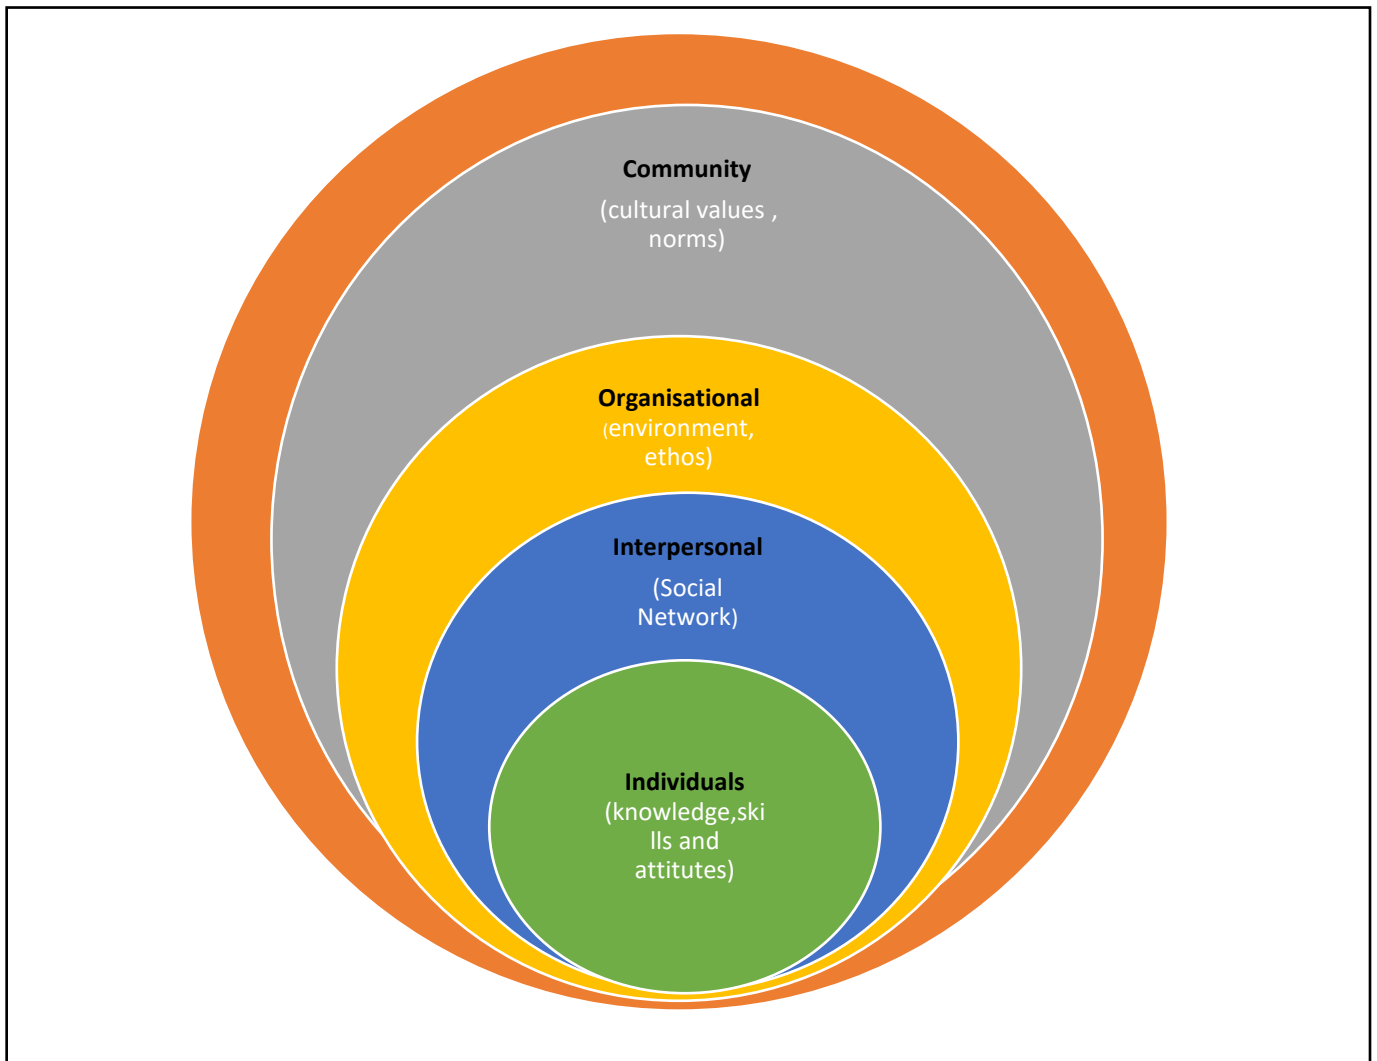 Community
(cultural values ,
norms)
Organisational
(environment,
ethos)
Interpersonal
(Social
Network)
Individuals
(knowledge,ski
lls and
attitutes)